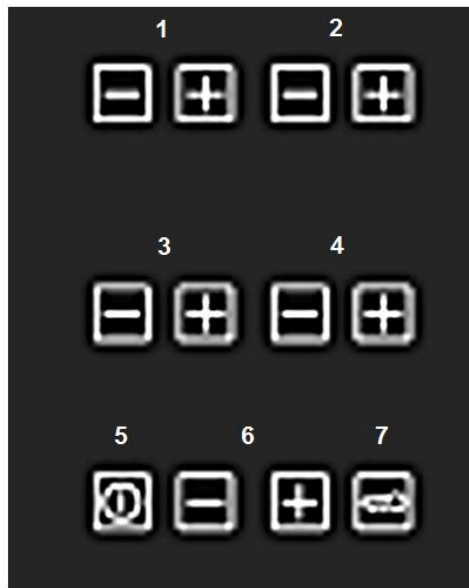 1 2
- + - +
3 4
- + - +
5 6 7
- +